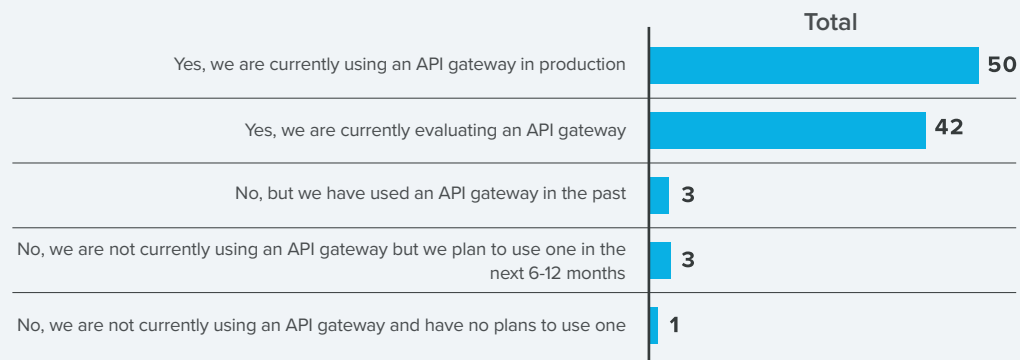 Total
Yes, we are currently using an API gateway in production
50
Yes, we are currently evaluating an API gateway
42
No, but we have used an API gateway in the past
3
No, we are not currently using an API gateway but we plan to use one in the
next 6-12 months
3
No, we are not currently using an API gateway and have no plans to use one
1